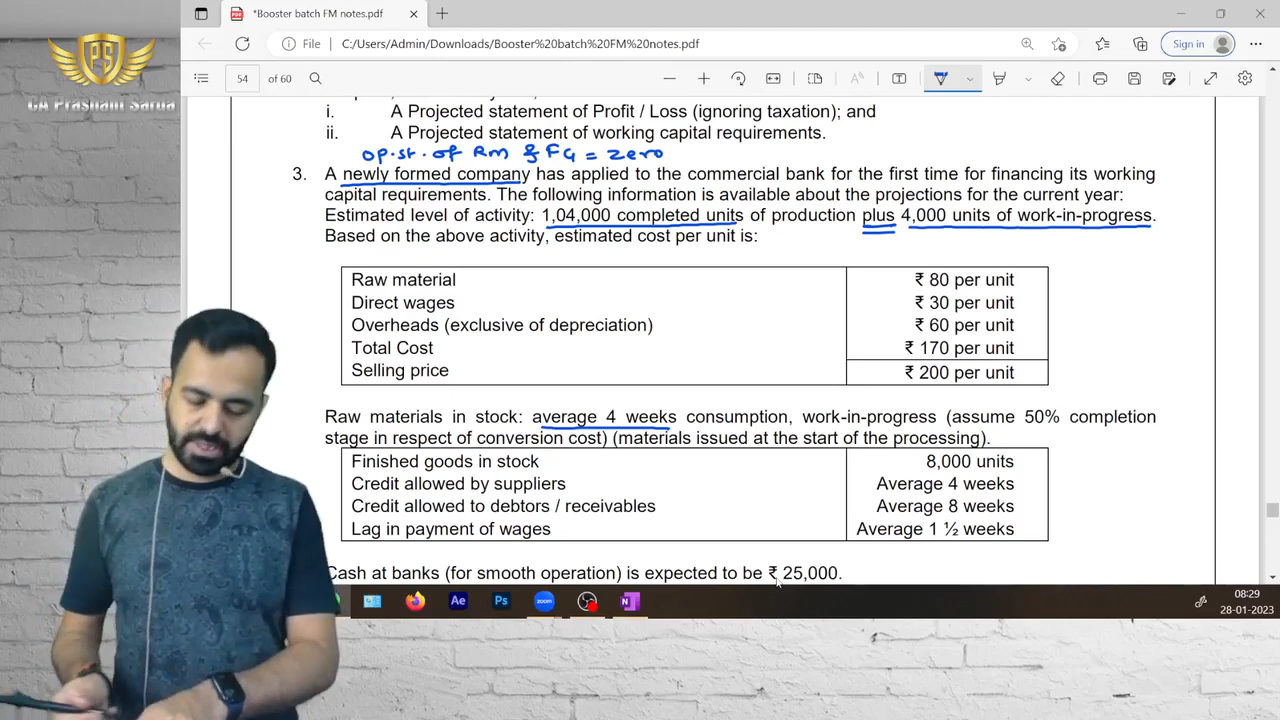 *Booster batch FM notes.pdf
PS
CA Prashant Sarda
File C:/Users/Admin/Downloads/Booster%20batch%20FM%20notes.pdf
Sign in
54 of 60
i. A Projected statement of Profit / Loss (ignoring taxation); and
ii. A Projected statement of working capital requirements.
op.st. of Rm & FG = zero
3. A newly formed company has applied to the commercial bank for the first time for financing its working
capital requirements. The following information is available about the projections for the current year:
Estimated level of activity: 1,04,000 completed units of production plus 4,000 units of work-in-progress.
Based on the above activity, estimated cost per unit is:
Raw material ₹ 80 per unit
Direct wages ₹ 30 per unit
Overheads (exclusive of depreciation) ₹ 60 per unit
Total Cost ₹ 170 per unit
Selling price ₹ 200 per unit
Raw materials in stock: average 4 weeks consumption, work-in-progress (assume 50% completion
stage in respect of conversion cost) (materials issued at the start of the processing).
Finished goods in stock 8,000 units
Credit allowed by suppliers Average 4 weeks
Credit allowed to debtors / receivables Average 8 weeks
Lag in payment of wages Average 1 ½ weeks
Cash at banks (for smooth operation) is expected to be ₹ 25,000.
Ae Ps zoom N
08:29
28-01-2023